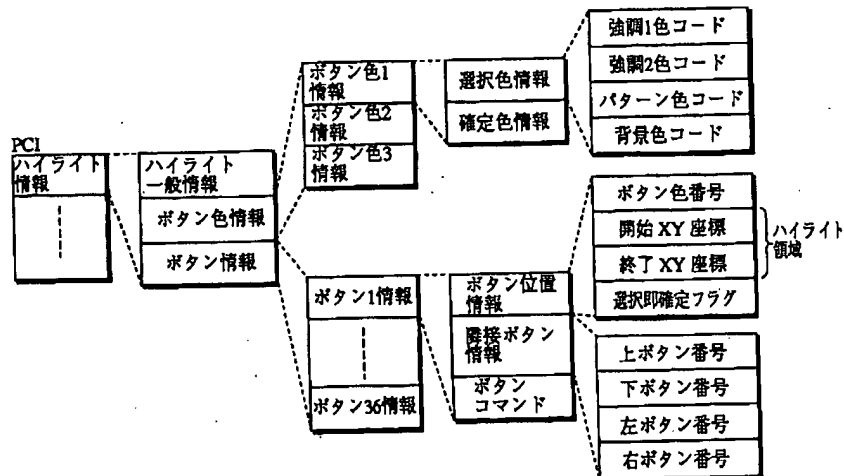 PCI
ハイライト
情報
ハイライト
一般情報
ボタン色情報
ボタン情報
ボタン色1
情報
ボタン色2
情報
ボタン色3
情報
選択色情報
確定色情報
強調1色コード
強調2色コード
パターン色コード
背景色コード
ボタン1情報
ボタン36情報
ボタン位置
情報
隣接ボタン
情報
ボタン
コマンド
ボタン色番号
開始 XY 座標
終了 XY 座標
選択即確定フラグ
ハイライト
領域
上ボタン番号
下ボタン番号
左ボタン番号
右ボタン番号